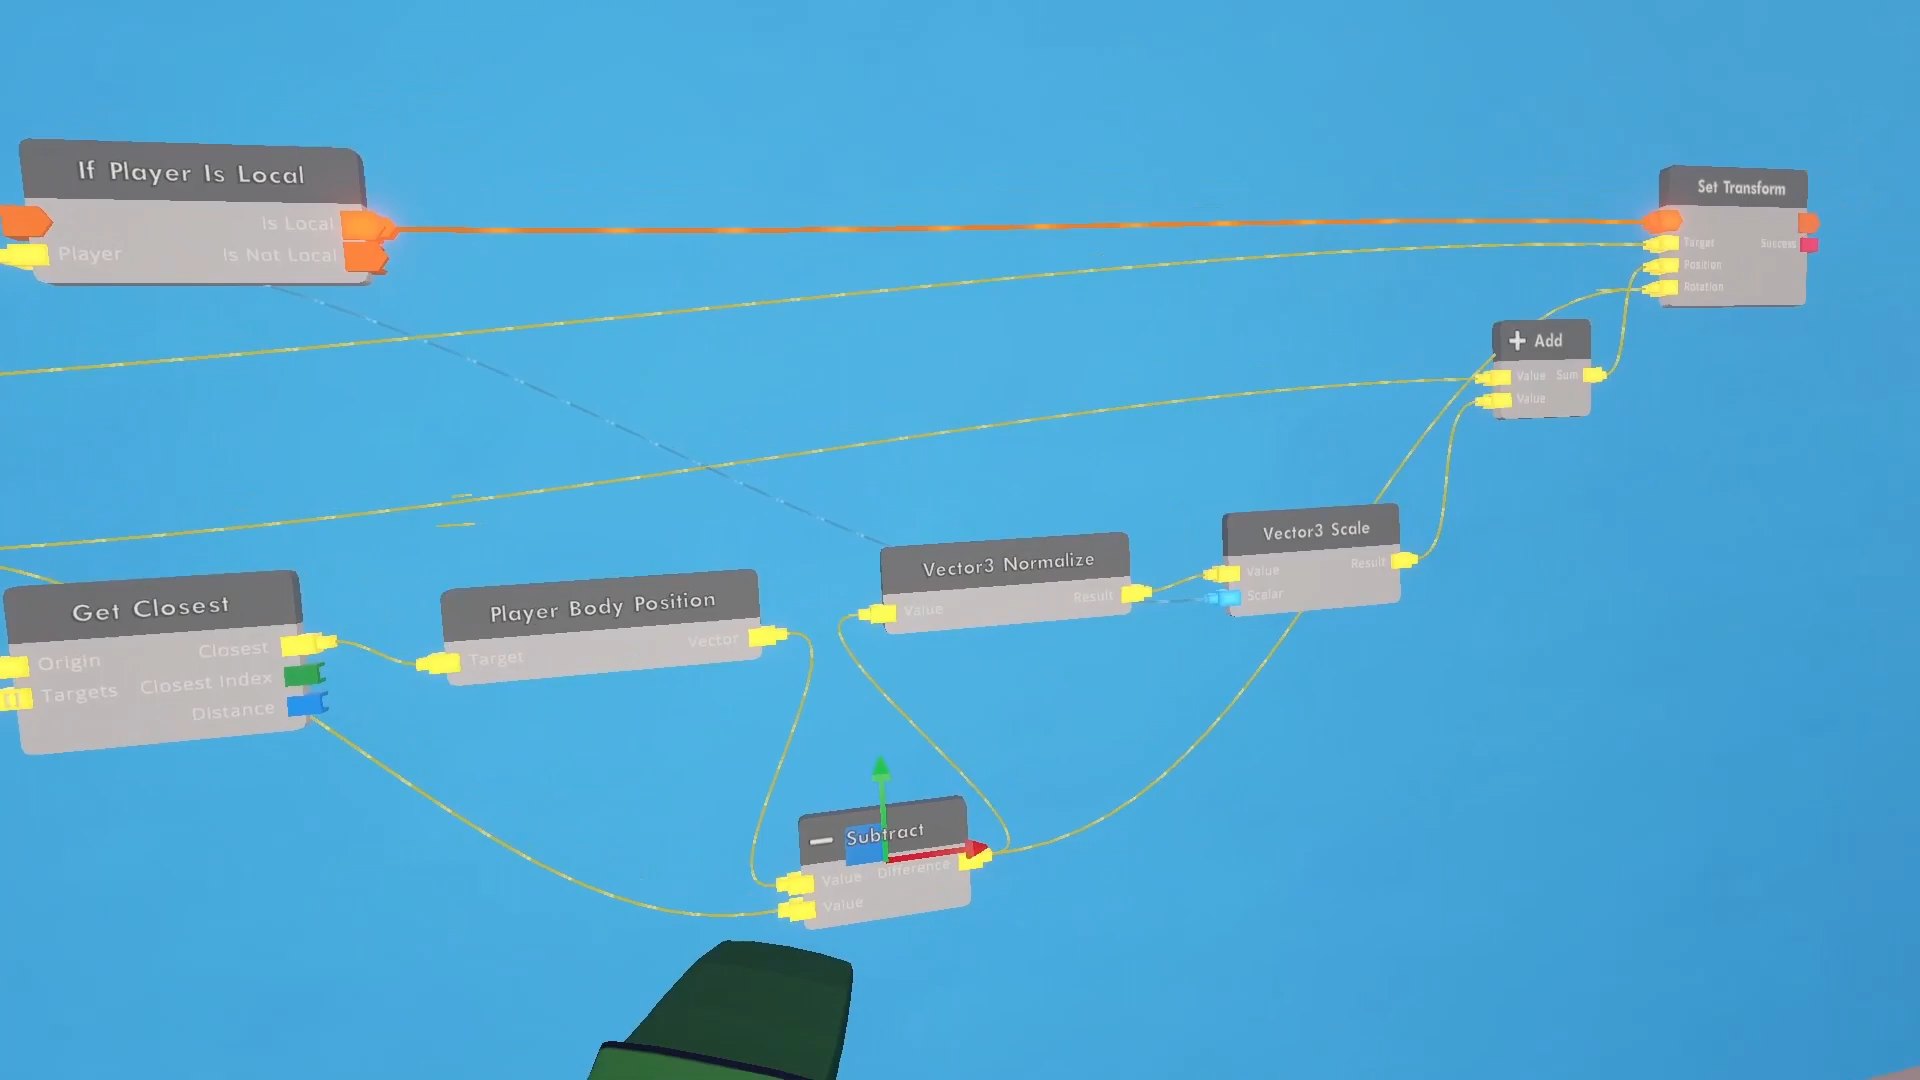 If Player Is Local
Is Local
Player
Is Not Local
Set Transform
Target
Success
Position
Rotation
+ Add
Value
Sum
Value
Vector3 Scale
Value
Result
Scalar
Vector3 Normalize
Value
Result
Player Body Position
Target
Vector
Get Closest
Origin
Closest
Targets
Closest Index
Distance
− Subtract
Value
Difference
Value